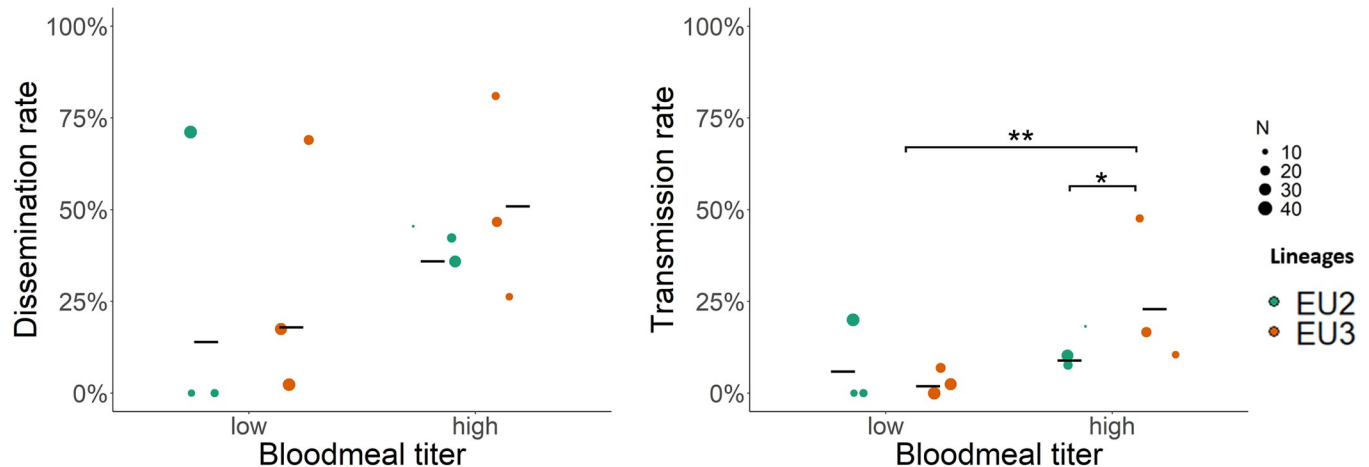 Dissemination rate
100%
75%
50%
25%
0%
low high
Bloodmeal titer
Transmission rate
100%
75%
50%
25%
0%
**
*
low high
Bloodmeal titer
N
10
20
30
40
Lineages
EU2
EU3